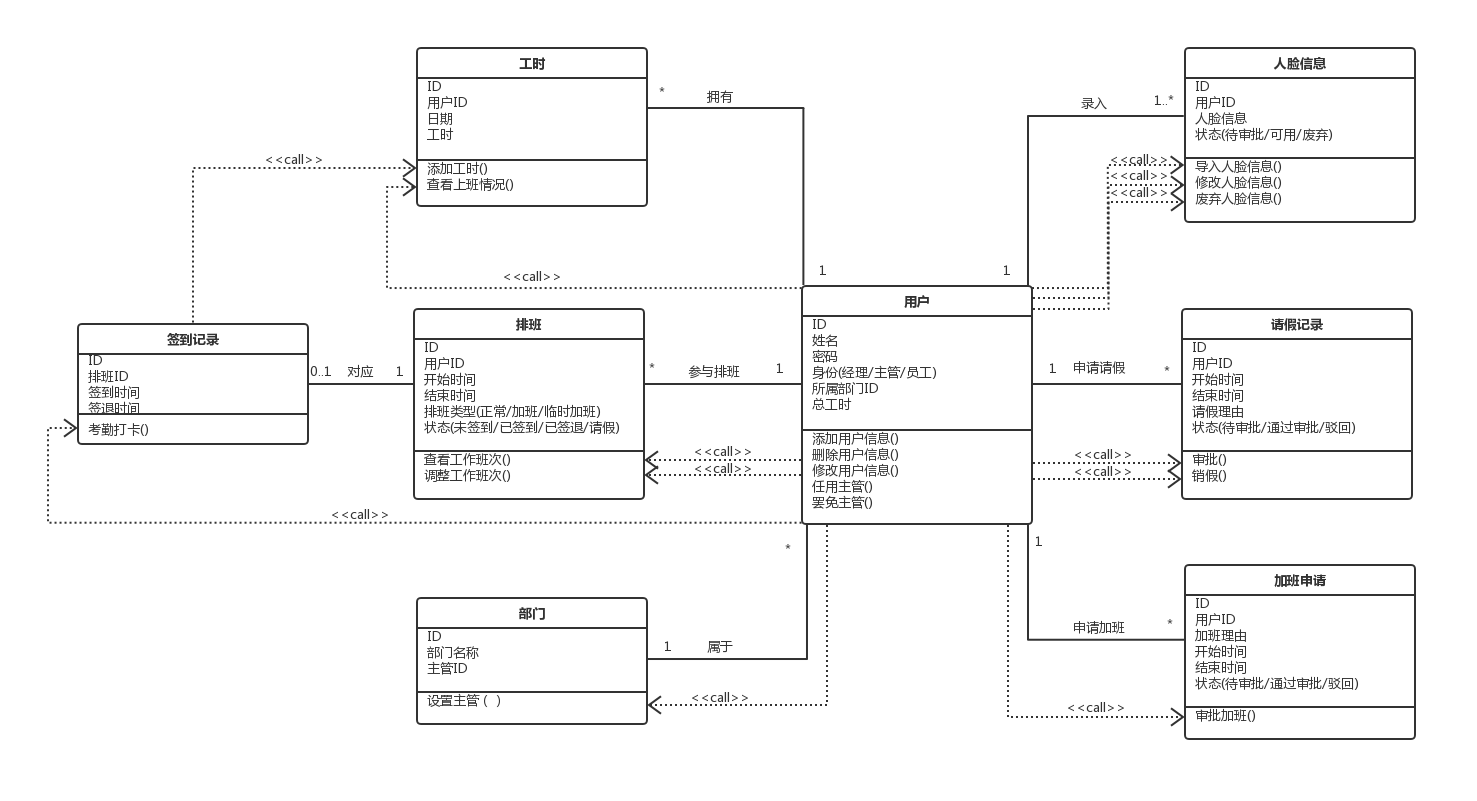 工时
ID
用户ID
日期
工时
添加工时()
查看上班情况()
*
拥有
1
人脸信息
ID
用户ID
人脸信息
状态(待审批/可用/废弃)
导入人脸信息()
修改人脸信息()
废弃人脸信息()
录入
1..*
1
<<call>>
<<call>>
<<call>>
<<call>>
<<call>>
签到记录
ID
排班ID
签到时间
签退时间
考勤打卡()
0..1
对应
1
排班
ID
用户ID
开始时间
结束时间
排班类型(正常/加班/临时加班)
状态(未签到/已签到/已签退/请假)
查看工作班次()
调整工作班次()
*
参与排班
1
<<call>>
<<call>>
用户
ID
姓名
密码
身份(经理/主管/员工)
所属部门ID
总工时
添加用户信息()
删除用户信息()
修改用户信息()
任用主管()
罢免主管()
1
申请请假
*
<<call>>
<<call>>
请假记录
ID
用户ID
开始时间
结束时间
请假理由
状态(待审批/通过审批/驳回)
审批()
销假()
<<call>>
*
1
部门
ID
部门名称
主管ID
设置主管 ( )
1
属于
<<call>>
申请加班
*
<<call>>
加班申请
ID
用户ID
加班理由
开始时间
结束时间
状态(待审批/通过审批/驳回)
审批加班()